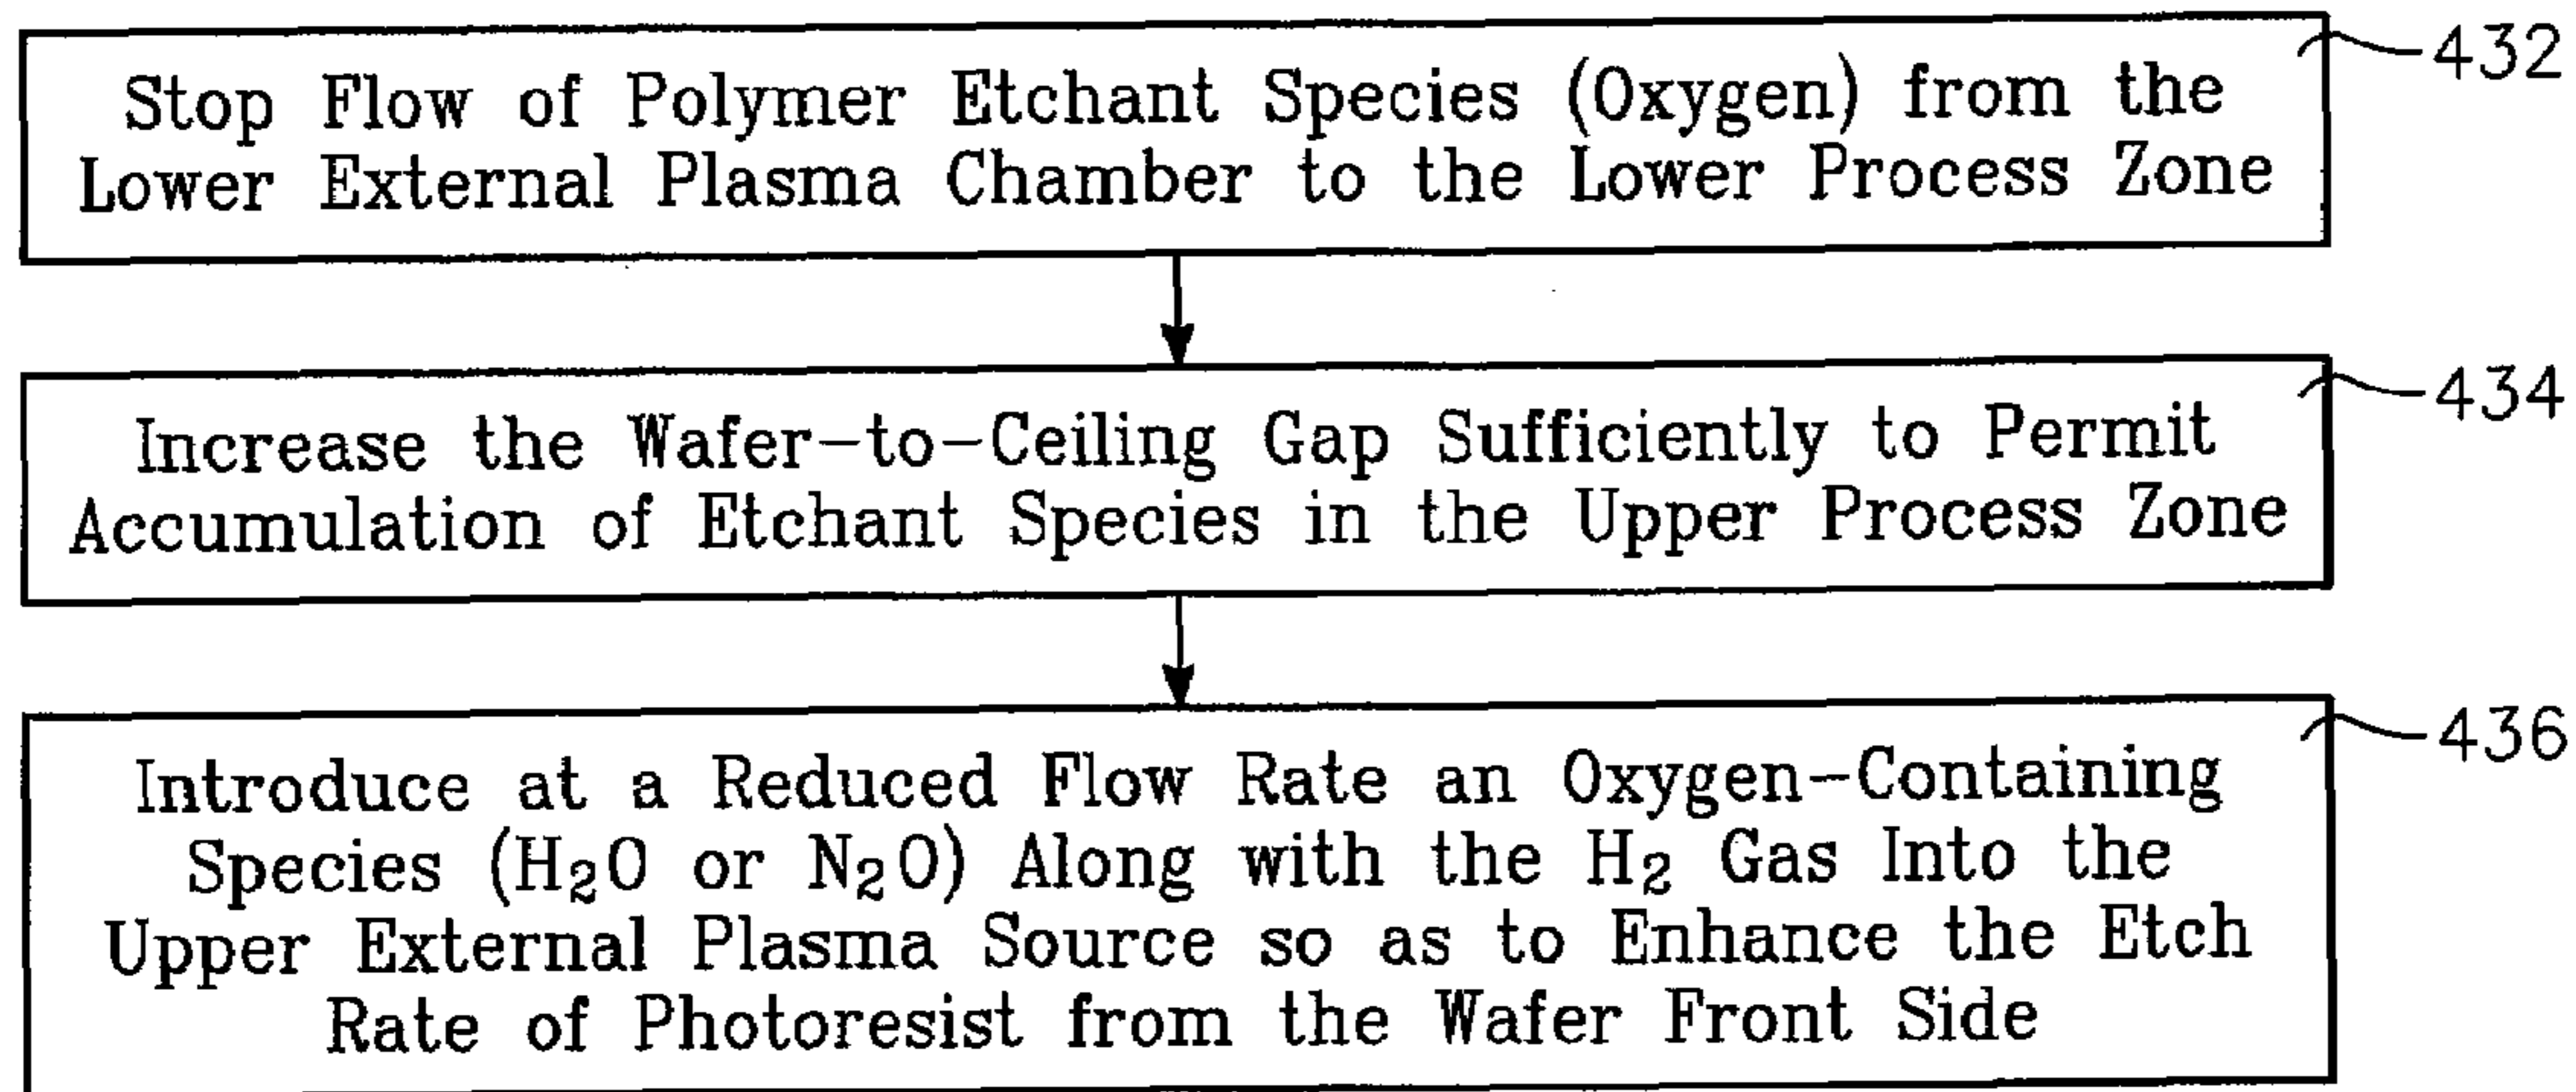 Stop Flow of Polymer Etchant Species (Oxygen) from the
Lower External Plasma Chamber to the Lower Process Zone
432
Increase the Wafer-to-Ceiling Gap Sufficiently to Permit
Accumulation of Etchant Species in the Upper Process Zone
434
Introduce at a Reduced Flow Rate an Oxygen-Containing
Species (H₂O or N₂O) Along with the H₂ Gas Into the
Upper External Plasma Source so as to Enhance the Etch
Rate of Photoresist from the Wafer Front Side
436